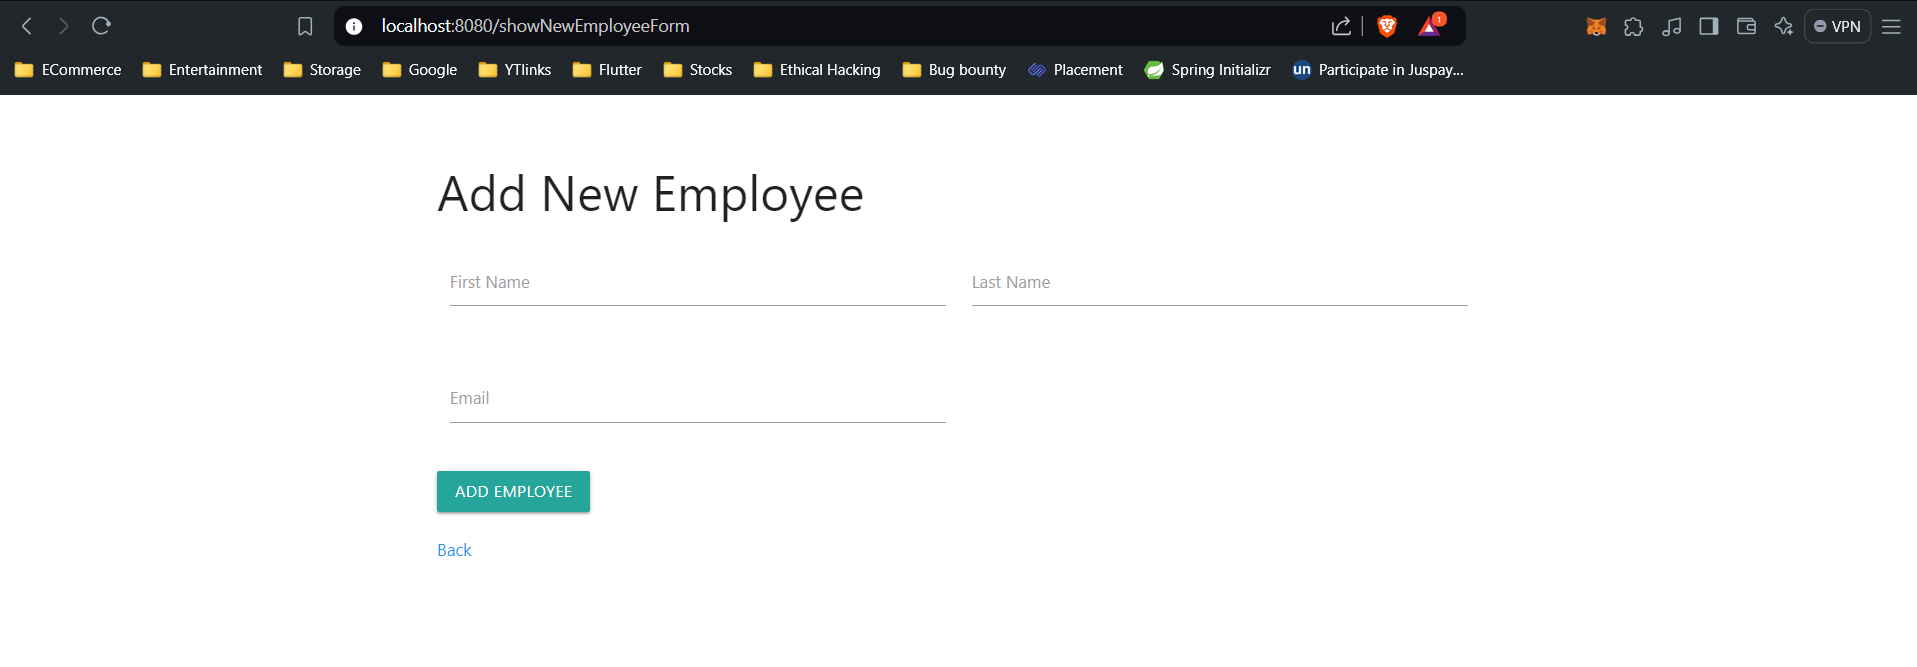 localhost:8080/showNewEmployeeForm
1
VPN
ECommerce Entertainment Storage Google YTlinks Flutter Stocks Ethical Hacking Bug bounty Placement Spring Initializr un Participate in Juspay...
Add New Employee
First Name Last Name
Email
ADD EMPLOYEE
Back